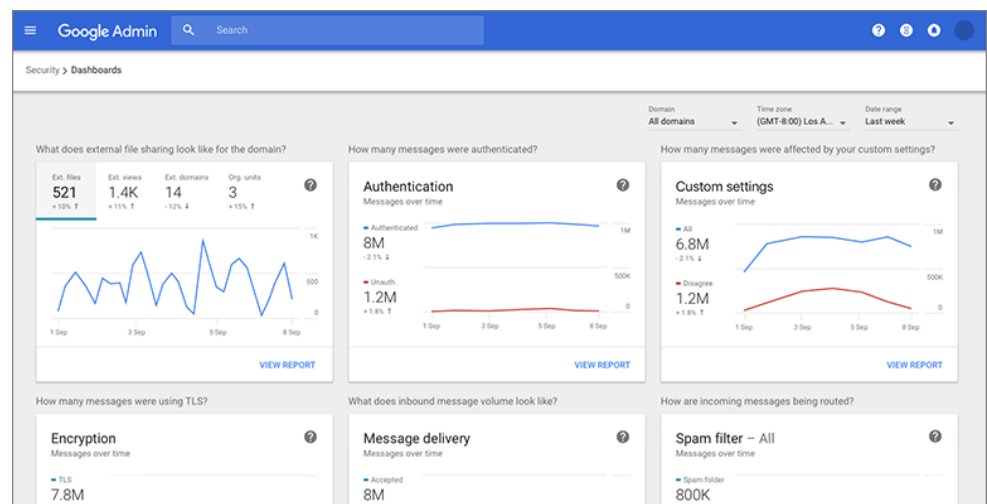 Google Admin
Search
Security > Dashboards
Domain
All domains
Time zone
(GMT-8:00) Los A...
Date range
Last week
What does external file sharing look like for the domain?
Ext. files
521
+10% ↑
Ext. views
1.4K
+11% ↑
Ext. domains
14
-12% ↓
Org. units
3
+15% ↑
1K
500
0
1 Sep
3 Sep
5 Sep
8 Sep
VIEW REPORT
How many messages were authenticated?
Authentication
Messages over time
Authenticated
8M
-2.1% ↓
Unauth.
1.2M
+1.8% ↑
1M
500K
0
1 Sep
3 Sep
5 Sep
8 Sep
VIEW REPORT
How many messages were affected by your custom settings?
Custom settings
Messages over time
All
6.8M
-2.1% ↓
Disagree
1.2M
+1.8% ↑
1M
500K
0
1 Sep
3 Sep
5 Sep
8 Sep
VIEW REPORT
How many messages were using TLS?
Encryption
Messages over time
TLS
7.8M
What does inbound message volume look like?
Message delivery
Messages over time
Accepted
8M
How are incoming messages being routed?
Spam filter – All
Messages over time
Spam folder
800K